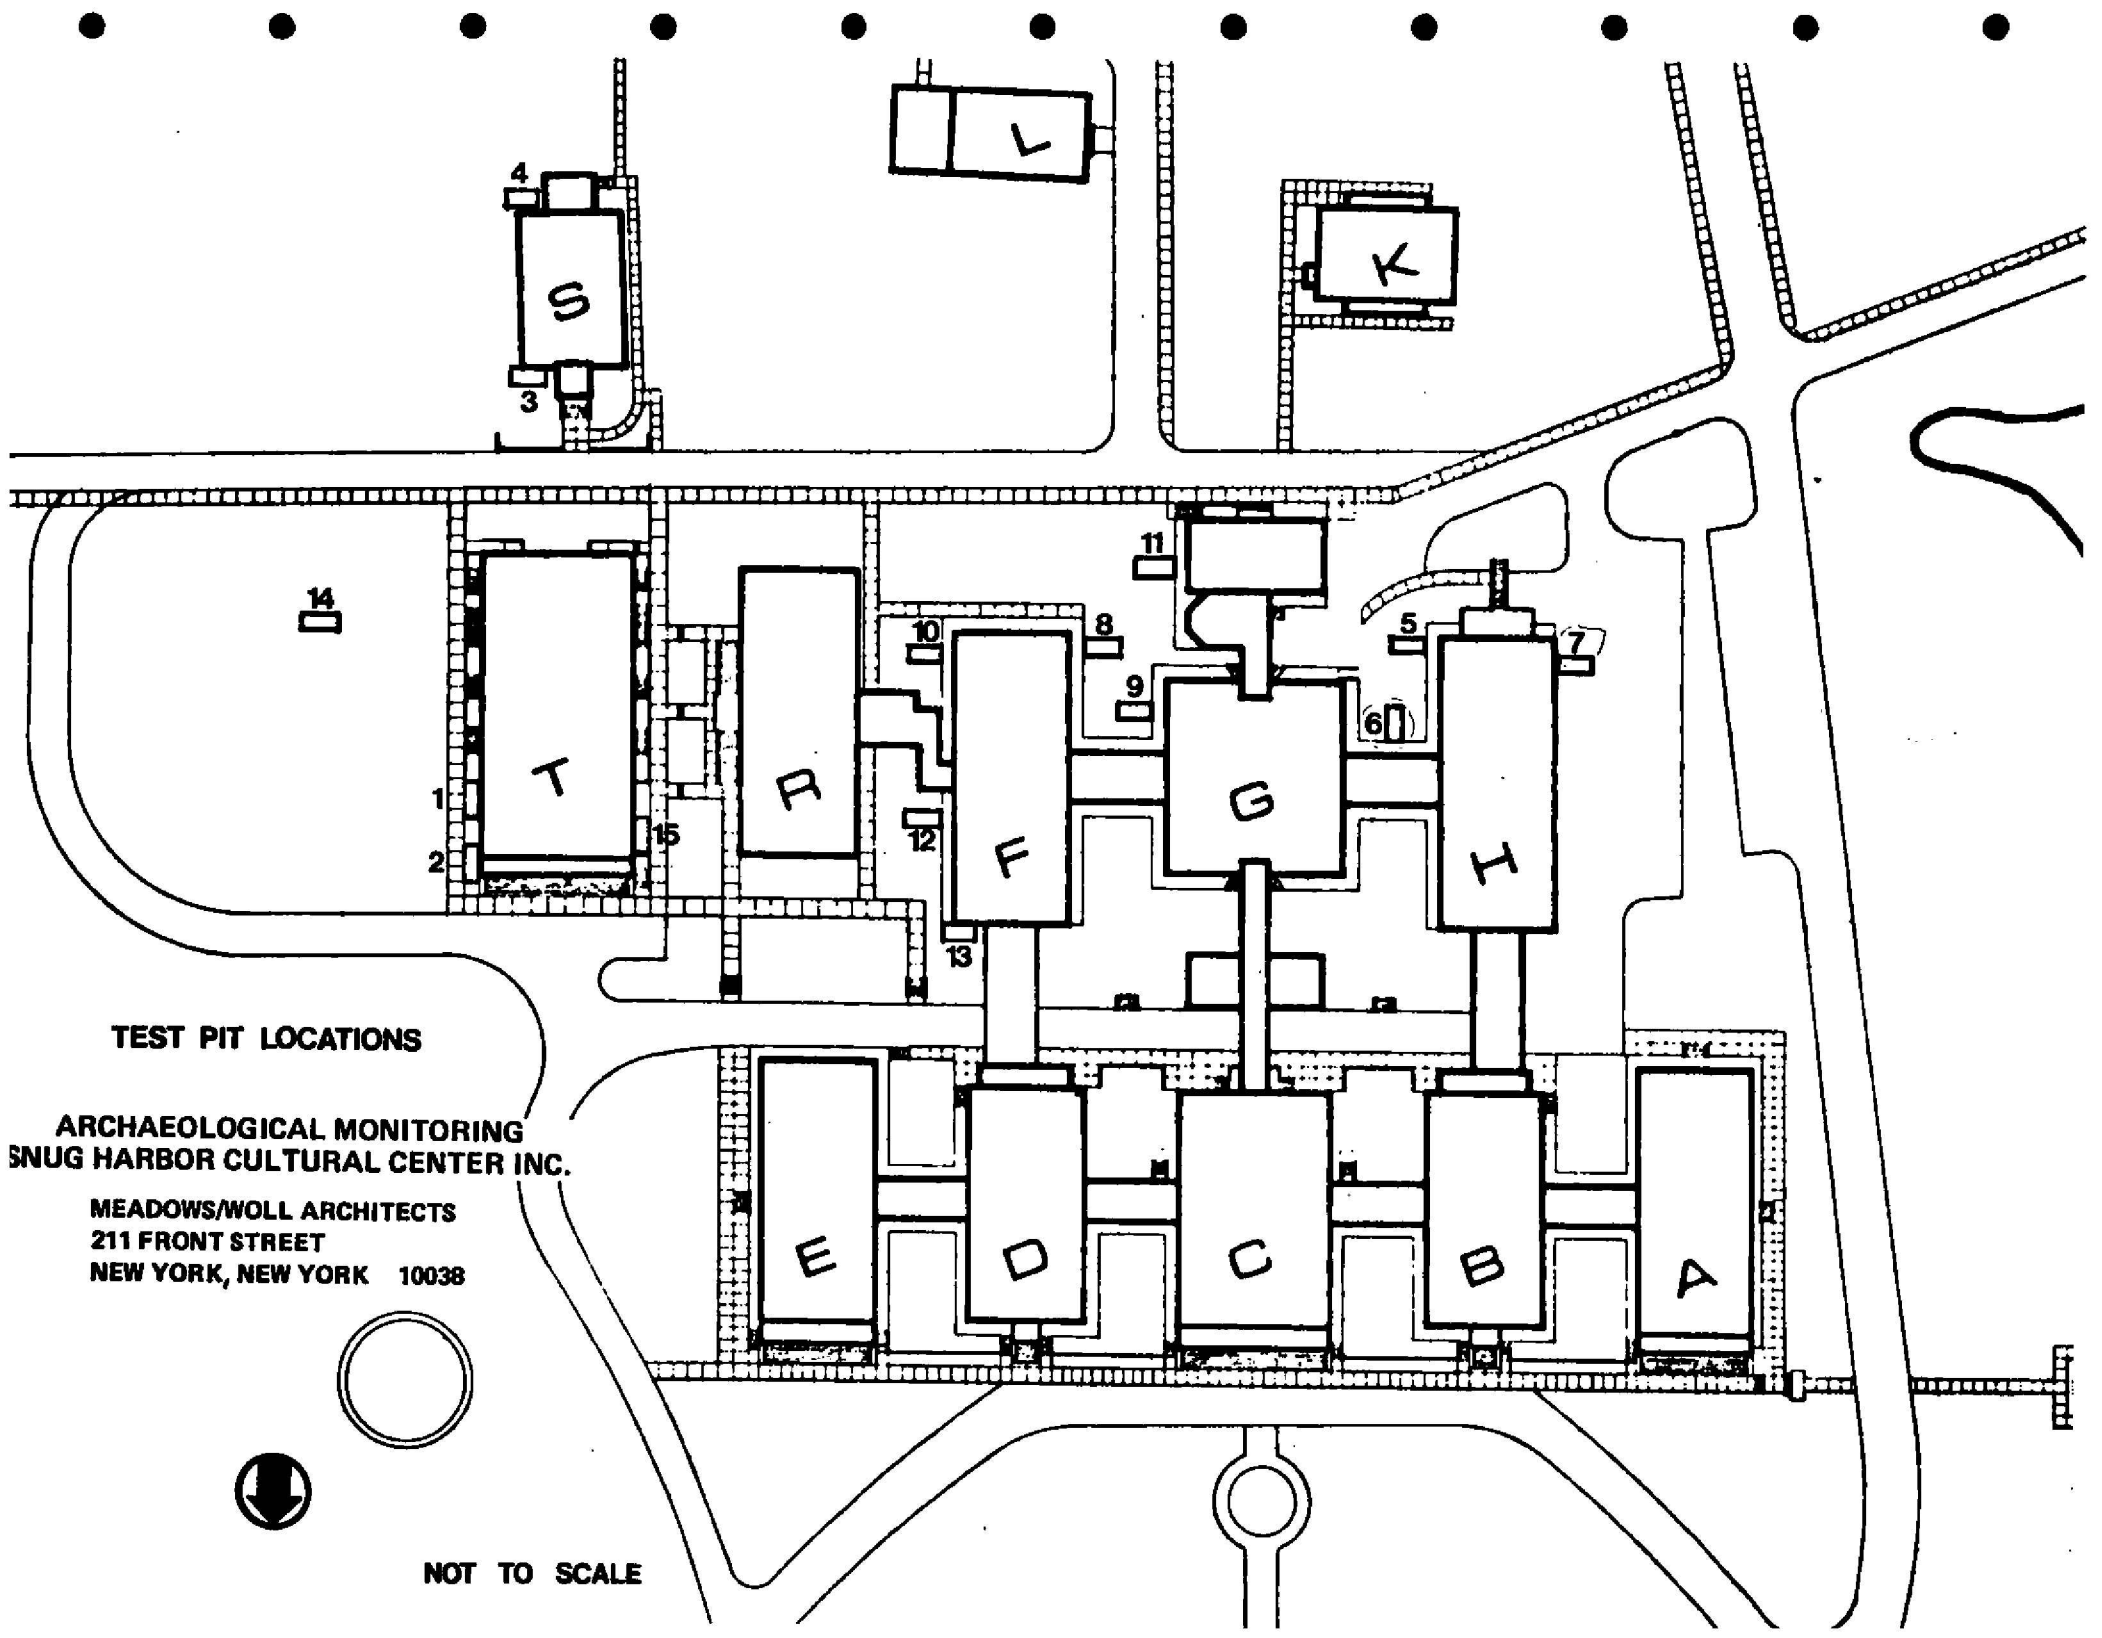 L
4
K
S
3
11
14
10
8
5
7
9
6
1
T
R
G
15
12
F
H
2
13
TEST PIT LOCATIONS
ARCHAEOLOGICAL MONITORING
SNUG HARBOR CULTURAL CENTER INC.
MEADOWS/WOLL ARCHITECTS
211 FRONT STREET
NEW YORK, NEW YORK 10038
E
D
C
B
A
NOT TO SCALE